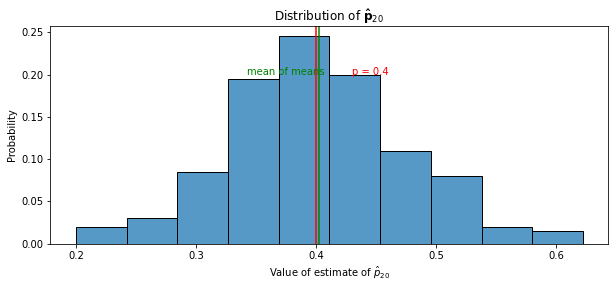 Distribution of p̂₂₀
Probability
0.25
0.20
0.15
0.10
0.05
0.00
mean of means
p = 0.4
0.2 0.3 0.4 0.5 0.6
Value of estimate of p̂₂₀